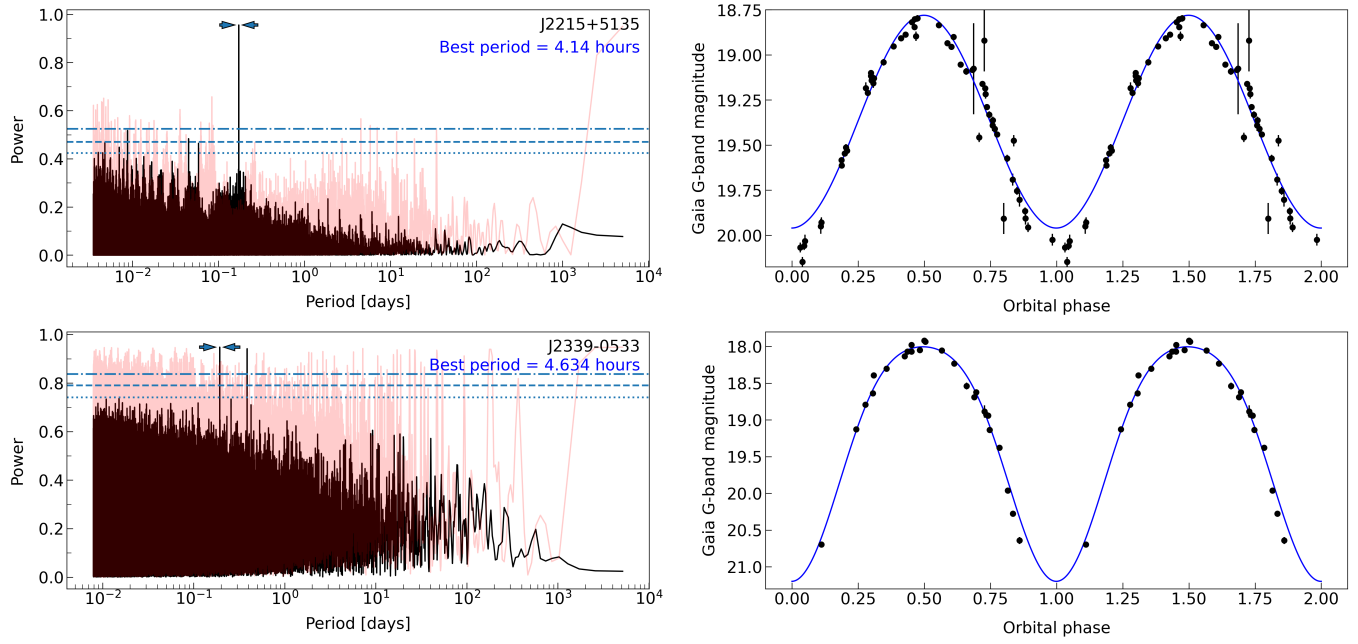 1.0
0.8
0.6
0.4
0.2
0.0
Power
J2215+5135
Best period = 4.14 hours
10⁻² 10⁻¹ 10⁰ 10¹ 10² 10³ 10⁴
Period [days]
18.75
19.00
19.25
19.50
19.75
20.00
Gaia G-band magnitude
0.00 0.25 0.50 0.75 1.00 1.25 1.50 1.75 2.00
Orbital phase
1.0
0.8
0.6
0.4
0.2
0.0
Power
J2339-0533
Best period = 4.634 hours
10⁻² 10⁻¹ 10⁰ 10¹ 10² 10³ 10⁴
Period [days]
18.0
18.5
19.0
19.5
20.0
20.5
21.0
Gaia G-band magnitude
0.00 0.25 0.50 0.75 1.00 1.25 1.50 1.75 2.00
Orbital phase